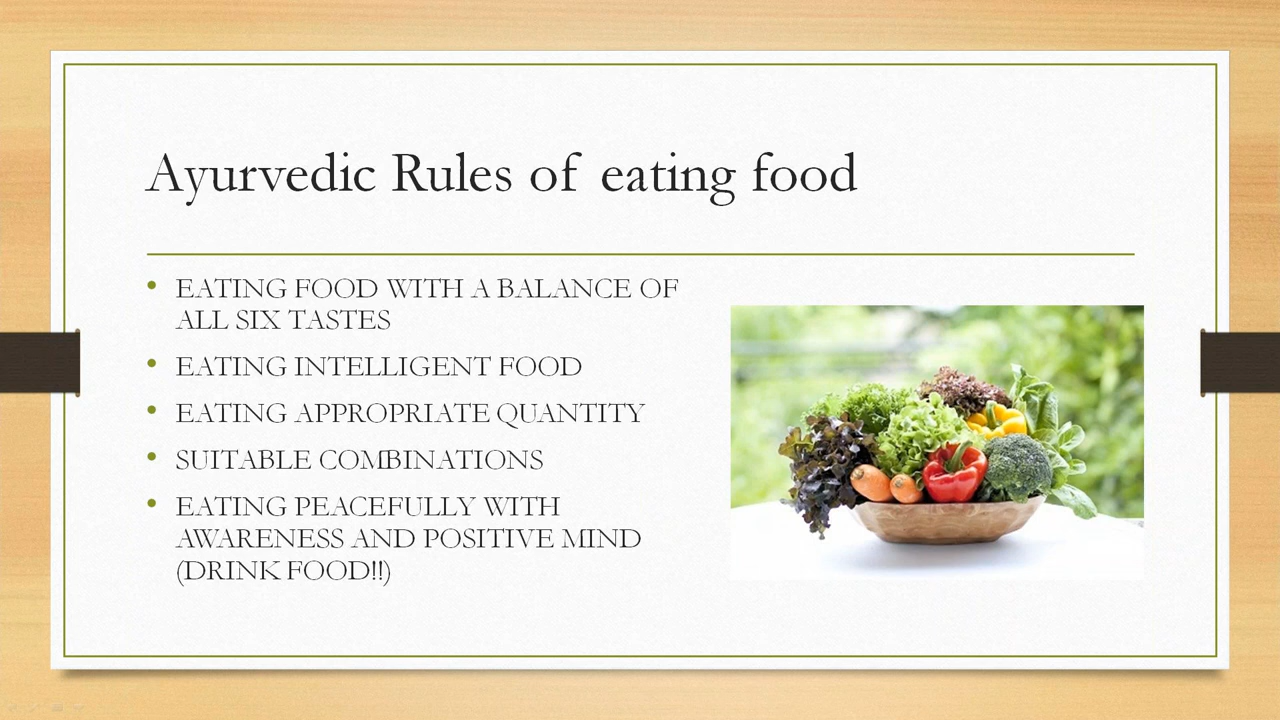 Ayurvedic Rules of eating food
• EATING FOOD WITH A BALANCE OF
ALL SIX TASTES
• EATING INTELLIGENT FOOD
• EATING APPROPRIATE QUANTITY
• SUITABLE COMBINATIONS
• EATING PEACEFULLY WITH
AWARENESS AND POSITIVE MIND
(DRINK FOOD!!)